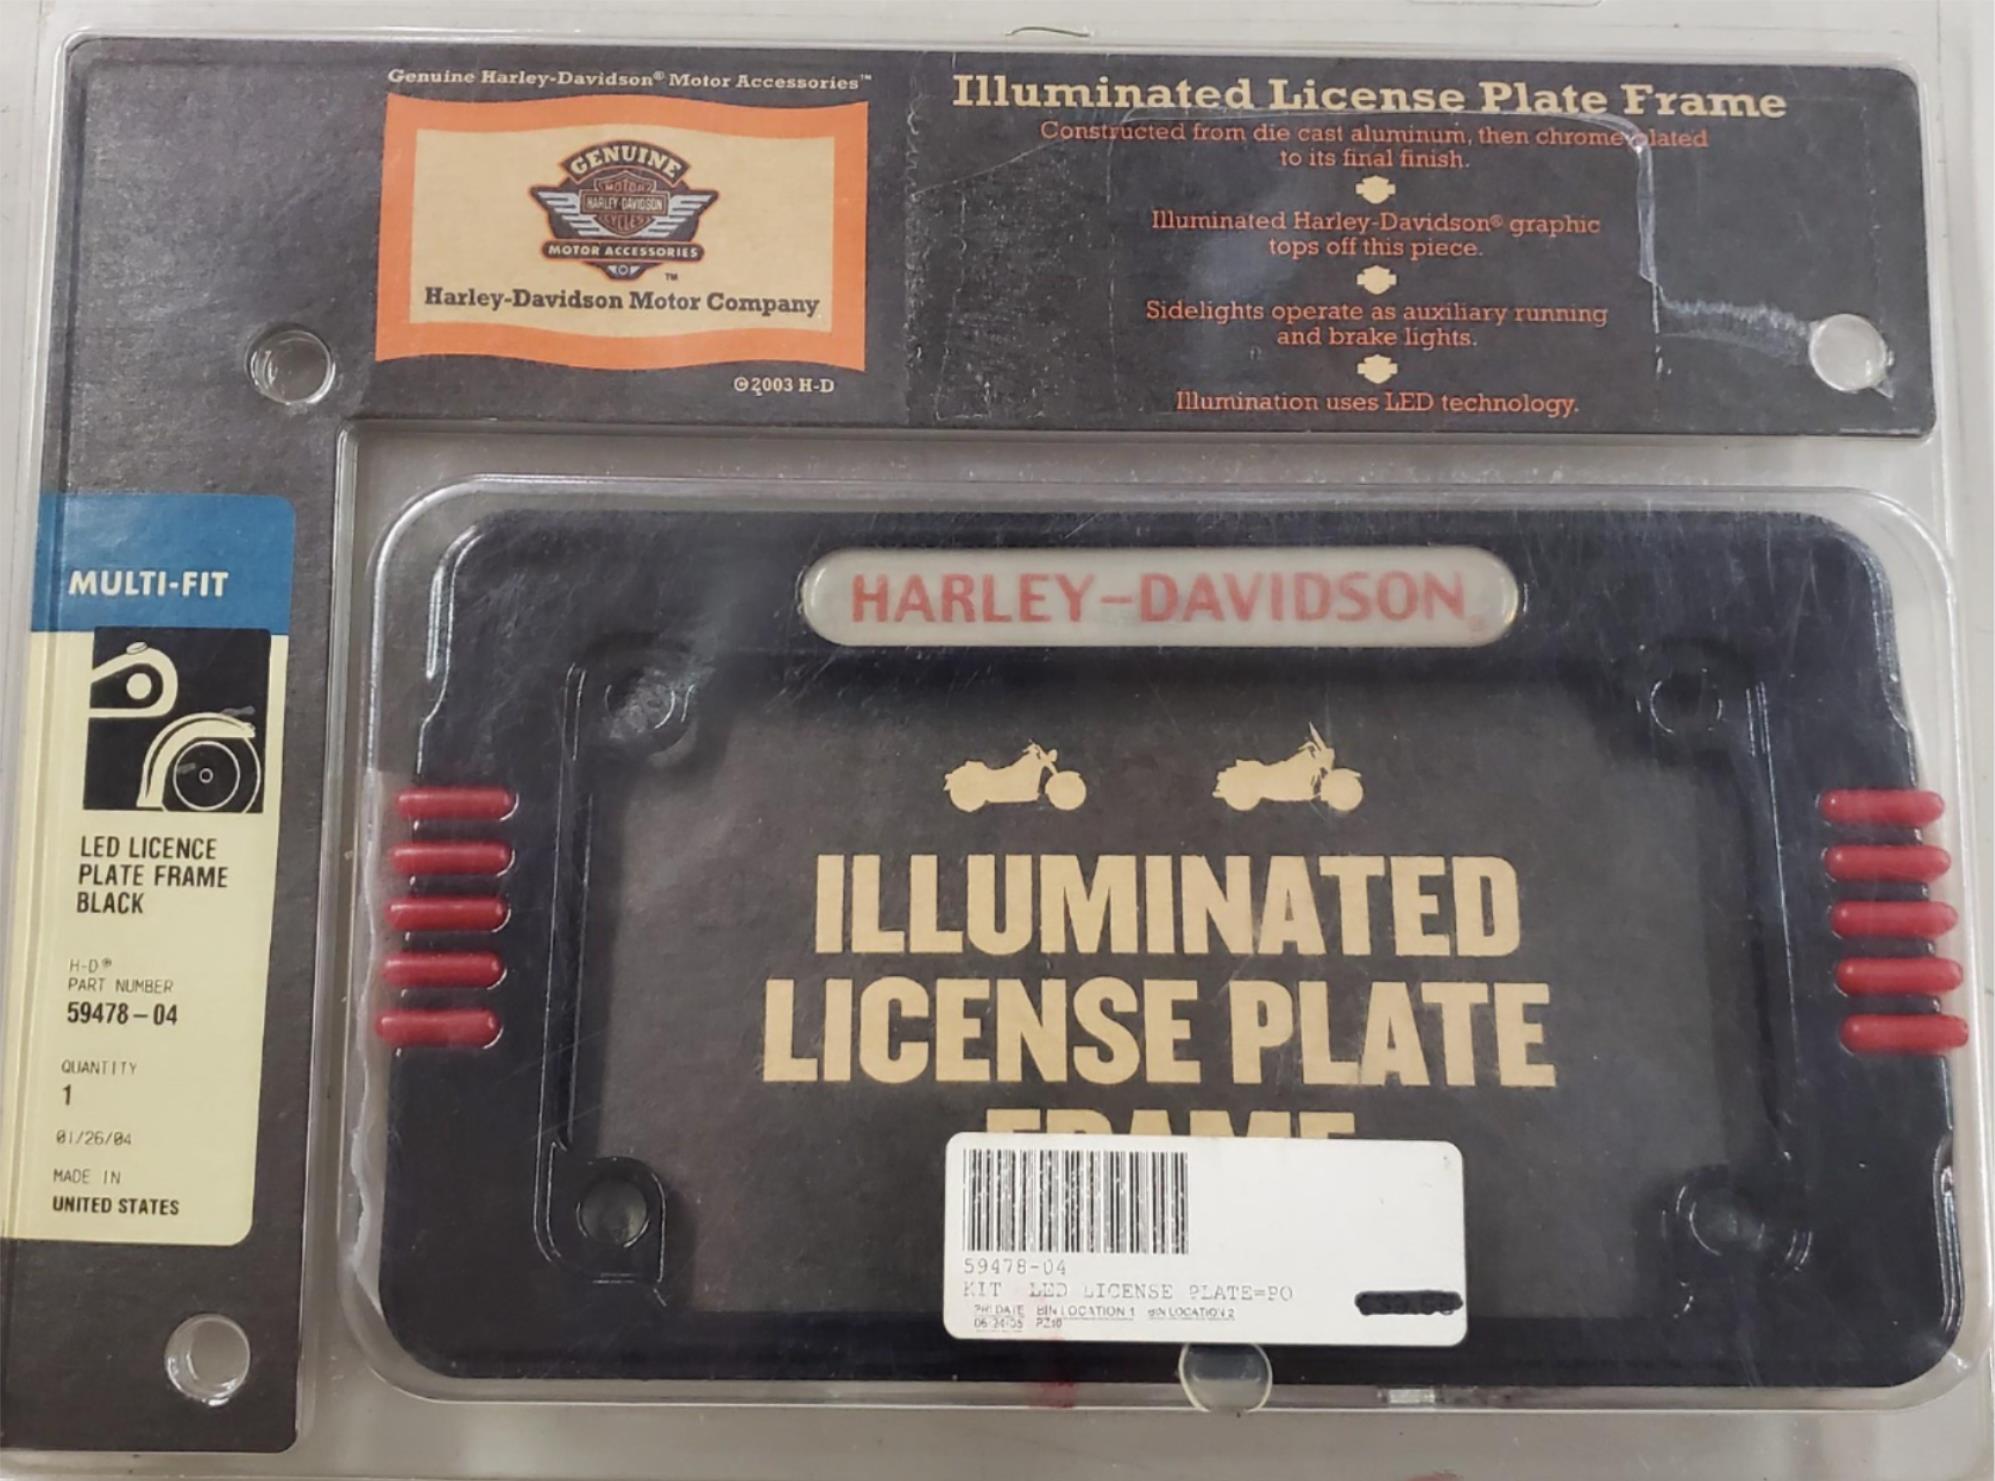 Genuine Harley-Davidson® Motor Accessories™
GENUINE
MOTOR
HARLEY-DAVIDSON
CYCLES
MOTOR ACCESSORIES
TM
Harley-Davidson Motor Company
©2003 H-D
Illuminated License Plate Frame
Constructed from die cast aluminum, then chrome plated
to its final finish.
Illuminated Harley-Davidson® graphic
tops off this piece.
Sidelights operate as auxiliary running
and brake lights.
Illumination uses LED technology.
MULTI-FIT
LED LICENCE
PLATE FRAME
BLACK
H-D®
PART NUMBER
59478-04
QUANTITY
1
01/26/04
MADE IN
UNITED STATES
HARLEY-DAVIDSON®
ILLUMINATED
LICENSE PLATE
FRAME
59478-04
KIT LED LICENSE PLATE=PO
DATE BIN LOCATION 1 BIN LOCATION 2